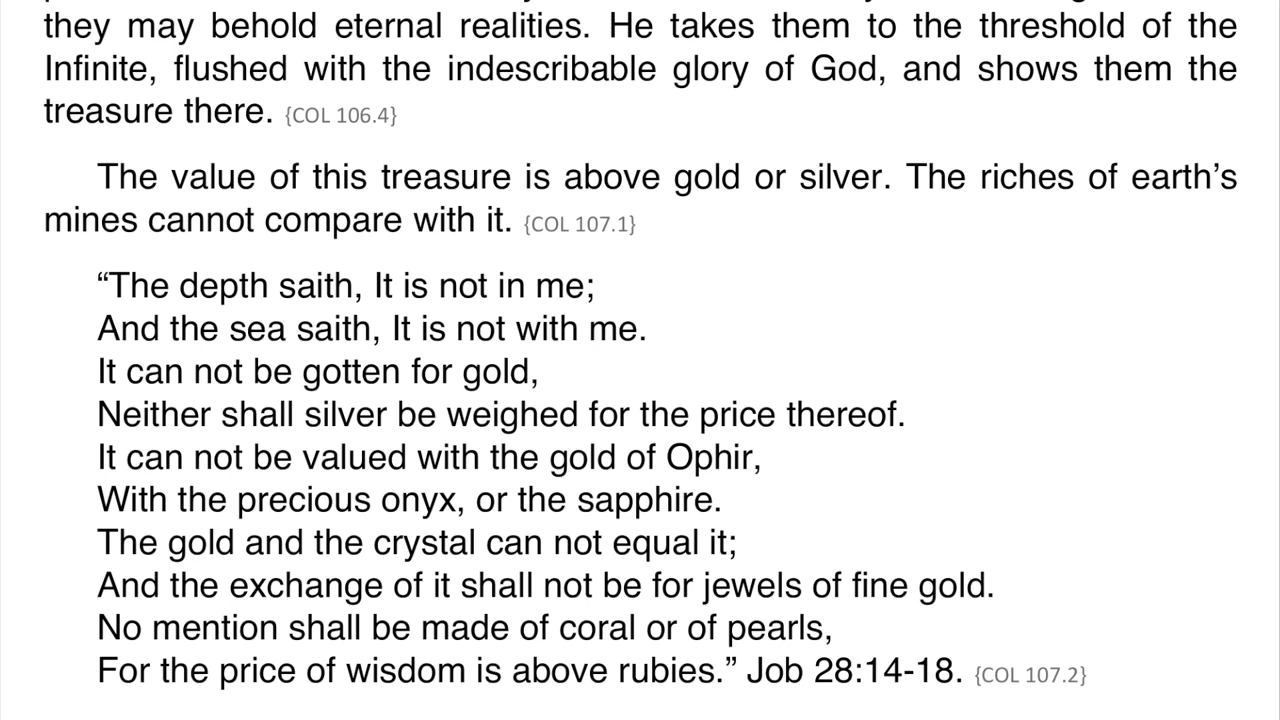 they may behold eternal realities. He takes them to the threshold of the
Infinite, flushed with the indescribable glory of God, and shows them the
treasure there. {COL 106.4}
The value of this treasure is above gold or silver. The riches of earth’s
mines cannot compare with it. {COL 107.1}
“The depth saith, It is not in me;
And the sea saith, It is not with me.
It can not be gotten for gold,
Neither shall silver be weighed for the price thereof.
It can not be valued with the gold of Ophir,
With the precious onyx, or the sapphire.
The gold and the crystal can not equal it;
And the exchange of it shall not be for jewels of fine gold.
No mention shall be made of coral or of pearls,
For the price of wisdom is above rubies.” Job 28:14-18. {COL 107.2}